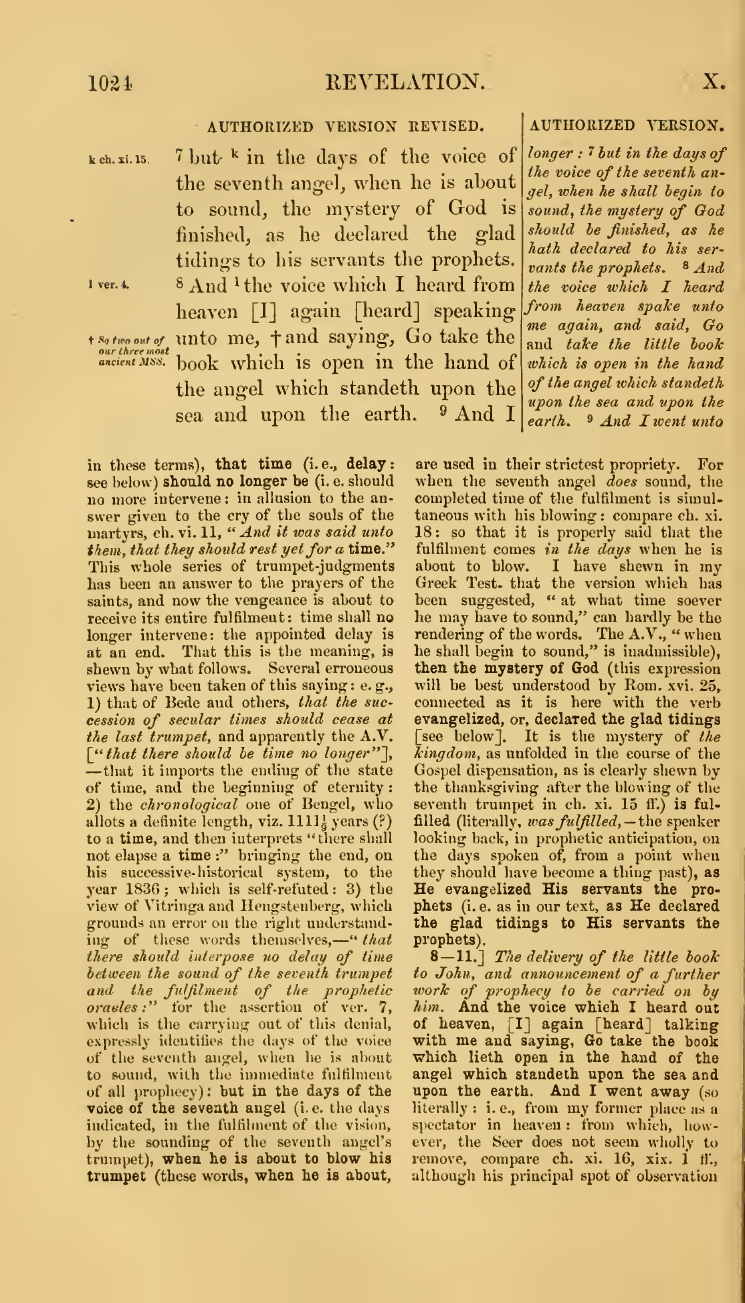 1024 REVELATION. X.
AUTHORIZED VERSION REVISED.
k ch. xi. 15.
7 but k in the days of the voice of
the seventh angel, when he is about
to sound, the mystery of God is
finished, as he declared the glad
tidings to his servants the prophets.
l ver. 4.
8 And l the voice which I heard from
heaven [I] again [heard] speaking
† So two out of
our three most
ancient MSS.
unto me, † and saying, Go take the
book which is open in the hand of
the angel which standeth upon the
sea and upon the earth. 9 And I
AUTHORIZED VERSION.
longer : 7 but in the days of
the voice of the seventh an-
gel, when he shall begin to
sound, the mystery of God
should be finished, as he
hath declared to his ser-
vants the prophets. 8 And
the voice which I heard
from heaven spake unto
me again, and said, Go
and take the little book
which is open in the hand
of the angel which standeth
upon the sea and upon the
earth. 9 And I went unto
in these terms), that time (i. e., delay:
see below) should no longer be (i. e. should
no more intervene: in allusion to the an-
swer given to the cry of the souls of the
martyrs, ch. vi. 11, “ And it was said unto
them, that they should rest yet for a time.”
This whole series of trumpet-judgments
has been an answer to the prayers of the
saints, and now the vengeance is about to
receive its entire fulfilment: time shall no
longer intervene: the appointed delay is
at an end. That this is the meaning, is
shewn by what follows. Several erroneous
views have been taken of this saying: e. g.,
1) that of Bede and others, that the suc-
cession of secular times should cease at
the last trumpet, and apparently the A.V.
[“that there should be time no longer”],
—that it imports the ending of the state
of time, and the beginning of eternity :
2) the chronological one of Bengel, who
allots a definite length, viz. 1111⅑ years (?)
to a time, and then interprets “there shall
not elapse a time :” bringing the end, on
his successive-historical system, to the
year 1836 ; which is self-refuted : 3) the
view of Vitringa and Hengstenberg, which
grounds an error on the right understand-
ing of these words themselves,—“ that
there should interpose no delay of time
between the sound of the seventh trumpet
and the fulfilment of the prophetic
oracles :” for the assertion of ver. 7,
which is the carrying out of this denial,
expressly identifies the days of the voice
of the seventh angel, when he is about
to sound, with the immediate fulfilment
of all prophecy) : but in the days of the
voice of the seventh angel (i. e. the days
indicated, in the fulfilment of the vision,
by the sounding of the seventh angel's
trumpet), when he is about to blow his
trumpet (these words, when he is about,
are used in their strictest propriety. For
when the seventh angel does sound, the
completed time of the fulfilment is simul-
taneous with his blowing : compare ch. xi.
18 : so that it is properly said that the
fulfilment comes in the days when he is
about to blow. I have shewn in my
Greek Test. that the version which has
been suggested, “ at what time soever
he may have to sound,” can hardly be the
rendering of the words. The A.V., “ when
he shall begin to sound,” is inadmissible),
then the mystery of God (this expression
will be best understood by Rom. xvi. 25,
connected as it is here with the verb
evangelized, or, declared the glad tidings
[see below]. It is the mystery of the
kingdom, as unfolded in the course of the
Gospel dispensation, as is clearly shewn by
the thanksgiving after the blowing of the
seventh trumpet in ch. xi. 15 ff.) is ful-
filled (literally, was fulfilled,—the speaker
looking back, in prophetic anticipation, on
the days spoken of, from a point when
they should have become a thing past), as
He evangelized His servants the pro-
phets (i. e. as in our text, as He declared
the glad tidings to His servants the
prophets).
8—11.] The delivery of the little book
to John, and announcement of a further
work of prophecy to be carried on by
him. And the voice which I heard out
of heaven, [I] again [heard] talking
with me and saying, Go take the book
which lieth open in the hand of the
angel which standeth upon the sea and
upon the earth. And I went away (so
literally : i. e., from my former place as a
spectator in heaven : from which, how-
ever, the Seer does not seem wholly to
remove, compare ch. xi. 16, xix. 1 ff.,
although his principal spot of observation